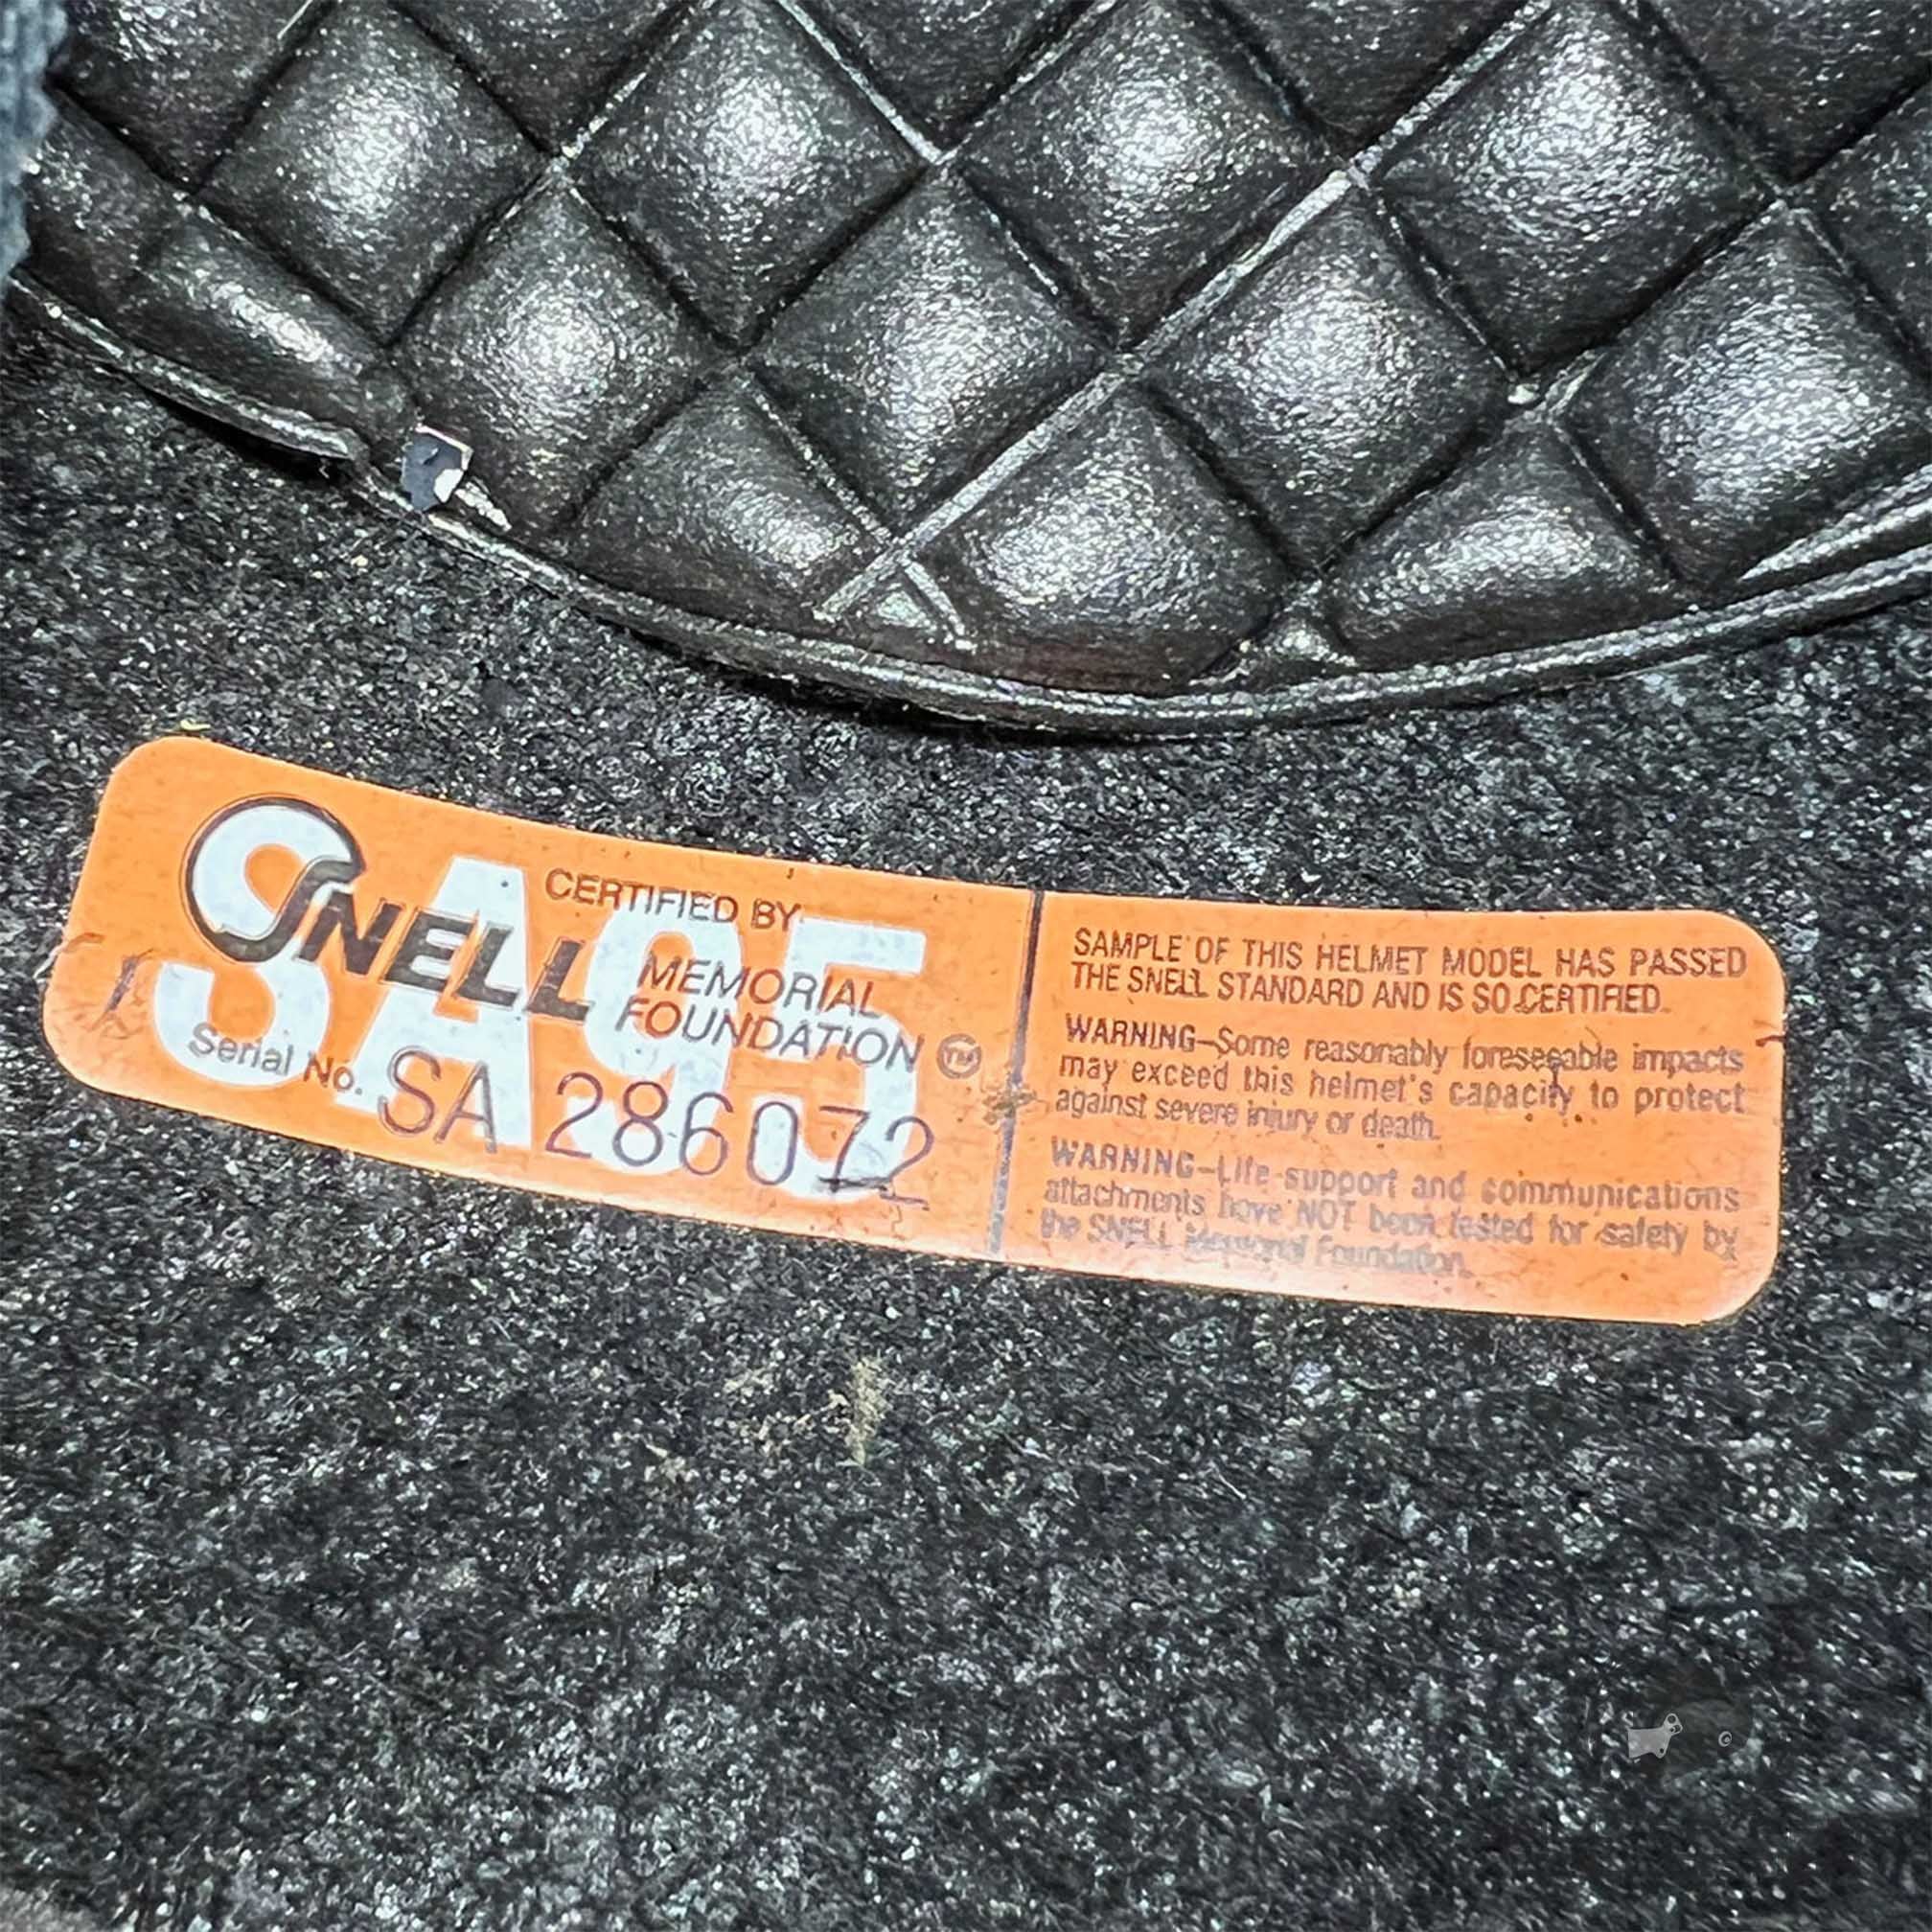 SA95
CERTIFIED BY
SNELL MEMORIAL
FOUNDATION TM
Serial No. SA 286072
SAMPLE OF THIS HELMET MODEL HAS PASSED
THE SNELL STANDARD AND IS SO CERTIFIED.
WARNING-Some reasonably foreseeable impacts
may exceed this helmet's capacity to protect
against severe injury or death.
WARNING-Life support and communications
attachments have NOT been tested for safety by
the SNELL Memorial Foundation.